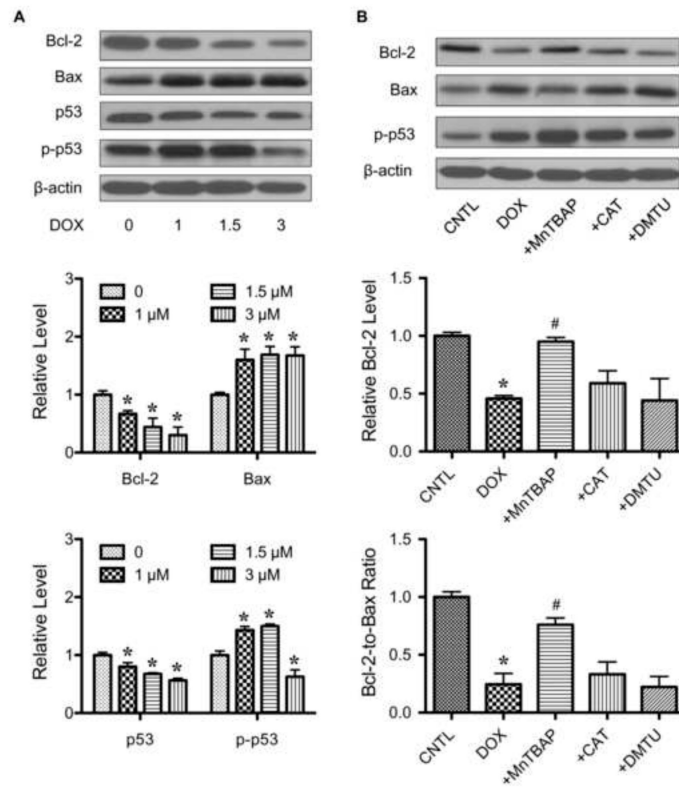 A
Bcl-2
Bax
p53
p-p53
β-actin
DOX 0 1 1.5 3
B
Bcl-2
Bax
p-p53
β-actin
CNTL DOX +MnTBAP +CAT +DMTU
Relative Level
3
2
1
0
0 1.5 μM
1 μM 3 μM
* * * * * *
Bcl-2 Bax
Relative Bcl-2 Level
1.5
1.0
0.5
0.0
* #
CNTL DOX +MnTBAP +CAT +DMTU
Relative Level
3
2
1
0
0 1.5 μM
1 μM 3 μM
* * * * * *
p53 p-p53
Bcl-2-to-Bax Ratio
1.5
1.0
0.5
0.0
* #
CNTL DOX +MnTBAP +CAT +DMTU